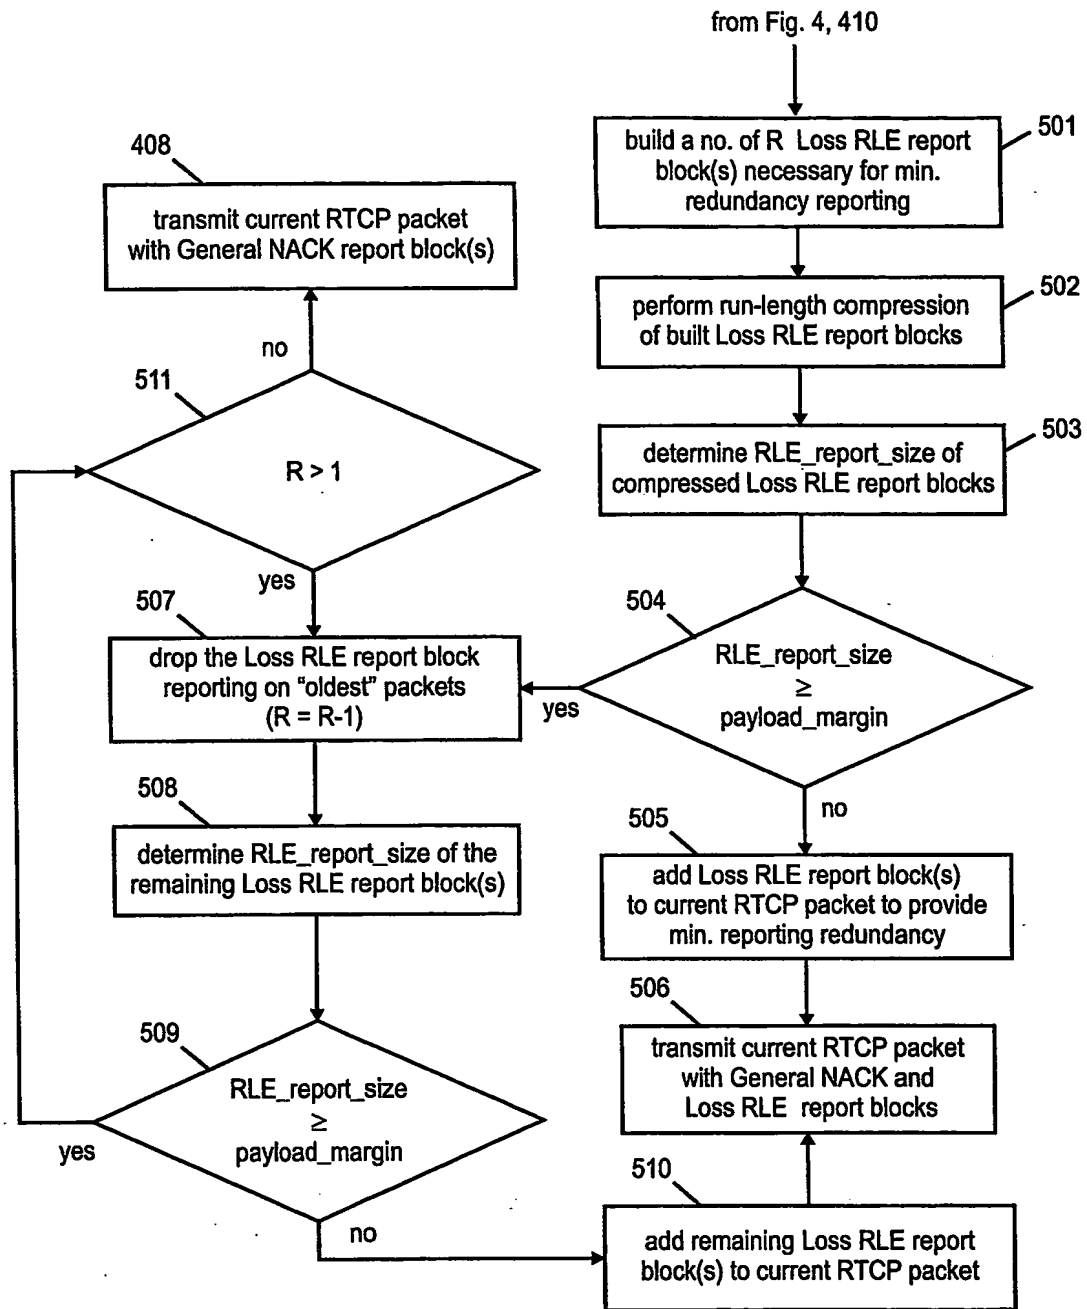 from Fig. 4, 410
501
build a no. of R Loss RLE report
block(s) necessary for min.
redundancy reporting
502
perform run-length compression
of built Loss RLE report blocks
503
determine RLE_report_size of
compressed Loss RLE report blocks
504
RLE_report_size
≥
payload_margin
yes
no
505
add Loss RLE report block(s)
to current RTCP packet to provide
min. reporting redundancy
506
transmit current RTCP packet
with General NACK and
Loss RLE report blocks
408
transmit current RTCP packet
with General NACK report block(s)
no
511
R > 1
yes
507
drop the Loss RLE report block
reporting on “oldest” packets
(R = R-1)
508
determine RLE_report_size of the
remaining Loss RLE report block(s)
509
RLE_report_size
≥
payload_margin
yes
no
510
add remaining Loss RLE report
block(s) to current RTCP packet